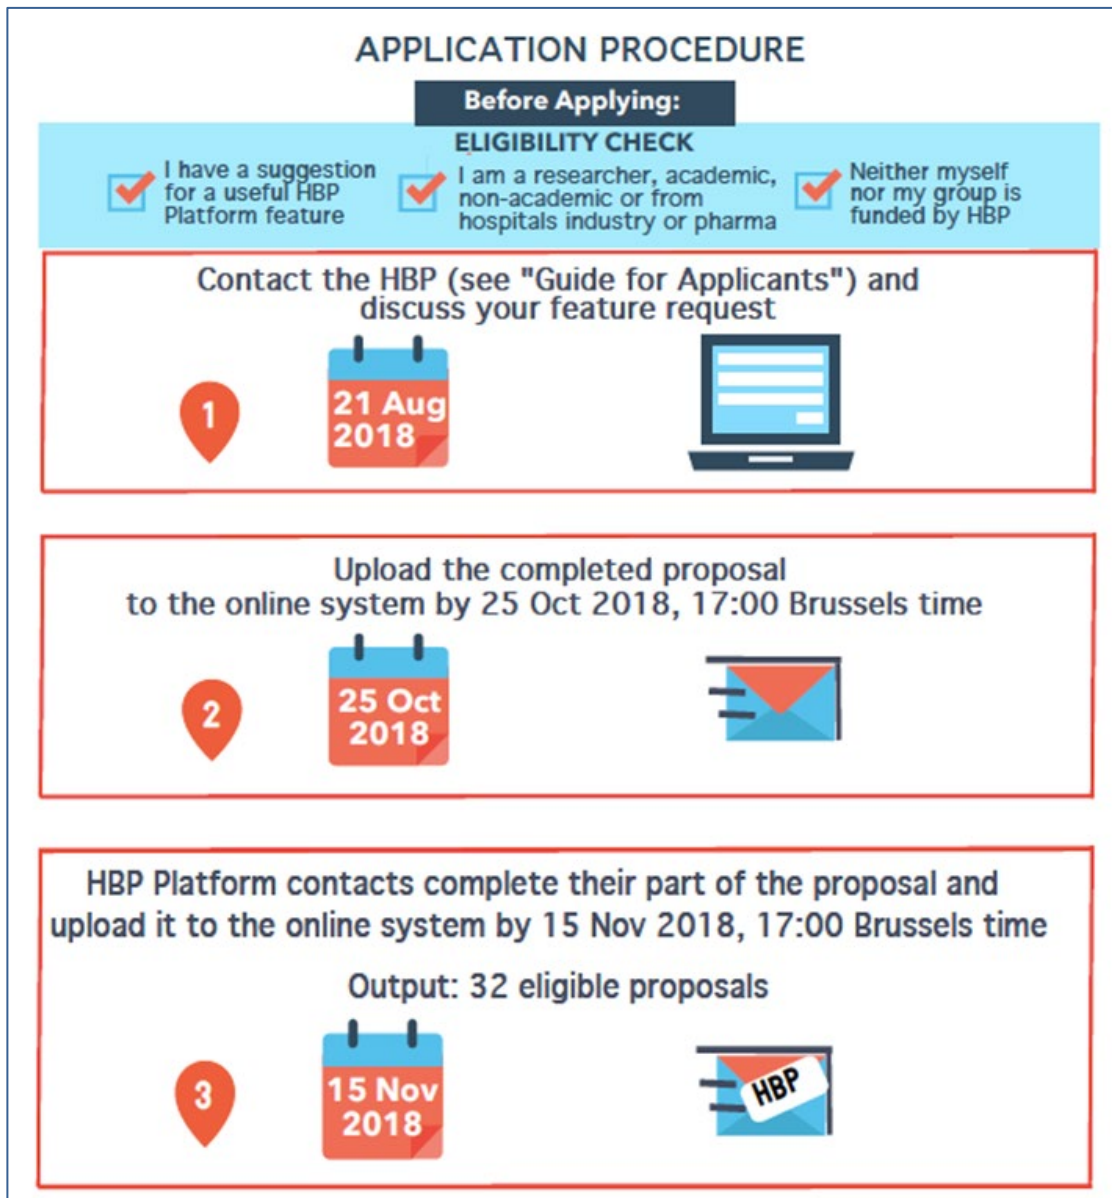 APPLICATION PROCEDURE
Before Applying:
ELIGIBILITY CHECK
I have a suggestion
for a useful HBP
Platform feature
I am a researcher, academic,
non-academic or from
hospitals industry or pharma
Neither myself
nor my group is
funded by HBP
Contact the HBP (see "Guide for Applicants") and
discuss your feature request
1
21 Aug
2018
Upload the completed proposal
to the online system by 25 Oct 2018, 17:00 Brussels time
2
25 Oct
2018
HBP Platform contacts complete their part of the proposal and
upload it to the online system by 15 Nov 2018, 17:00 Brussels time
Output: 32 eligible proposals
3
15 Nov
2018
HBP